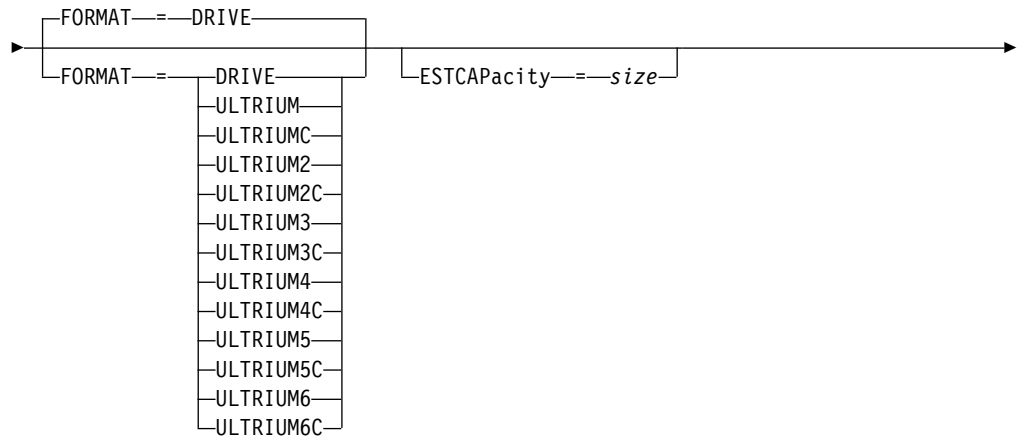 FORMAT = DRIVE
FORMAT = DRIVE ESTCAPacity = size
ULTRIUM
ULTRIUMC
ULTRIUM2
ULTRIUM2C
ULTRIUM3
ULTRIUM3C
ULTRIUM4
ULTRIUM4C
ULTRIUM5
ULTRIUM5C
ULTRIUM6
ULTRIUM6C